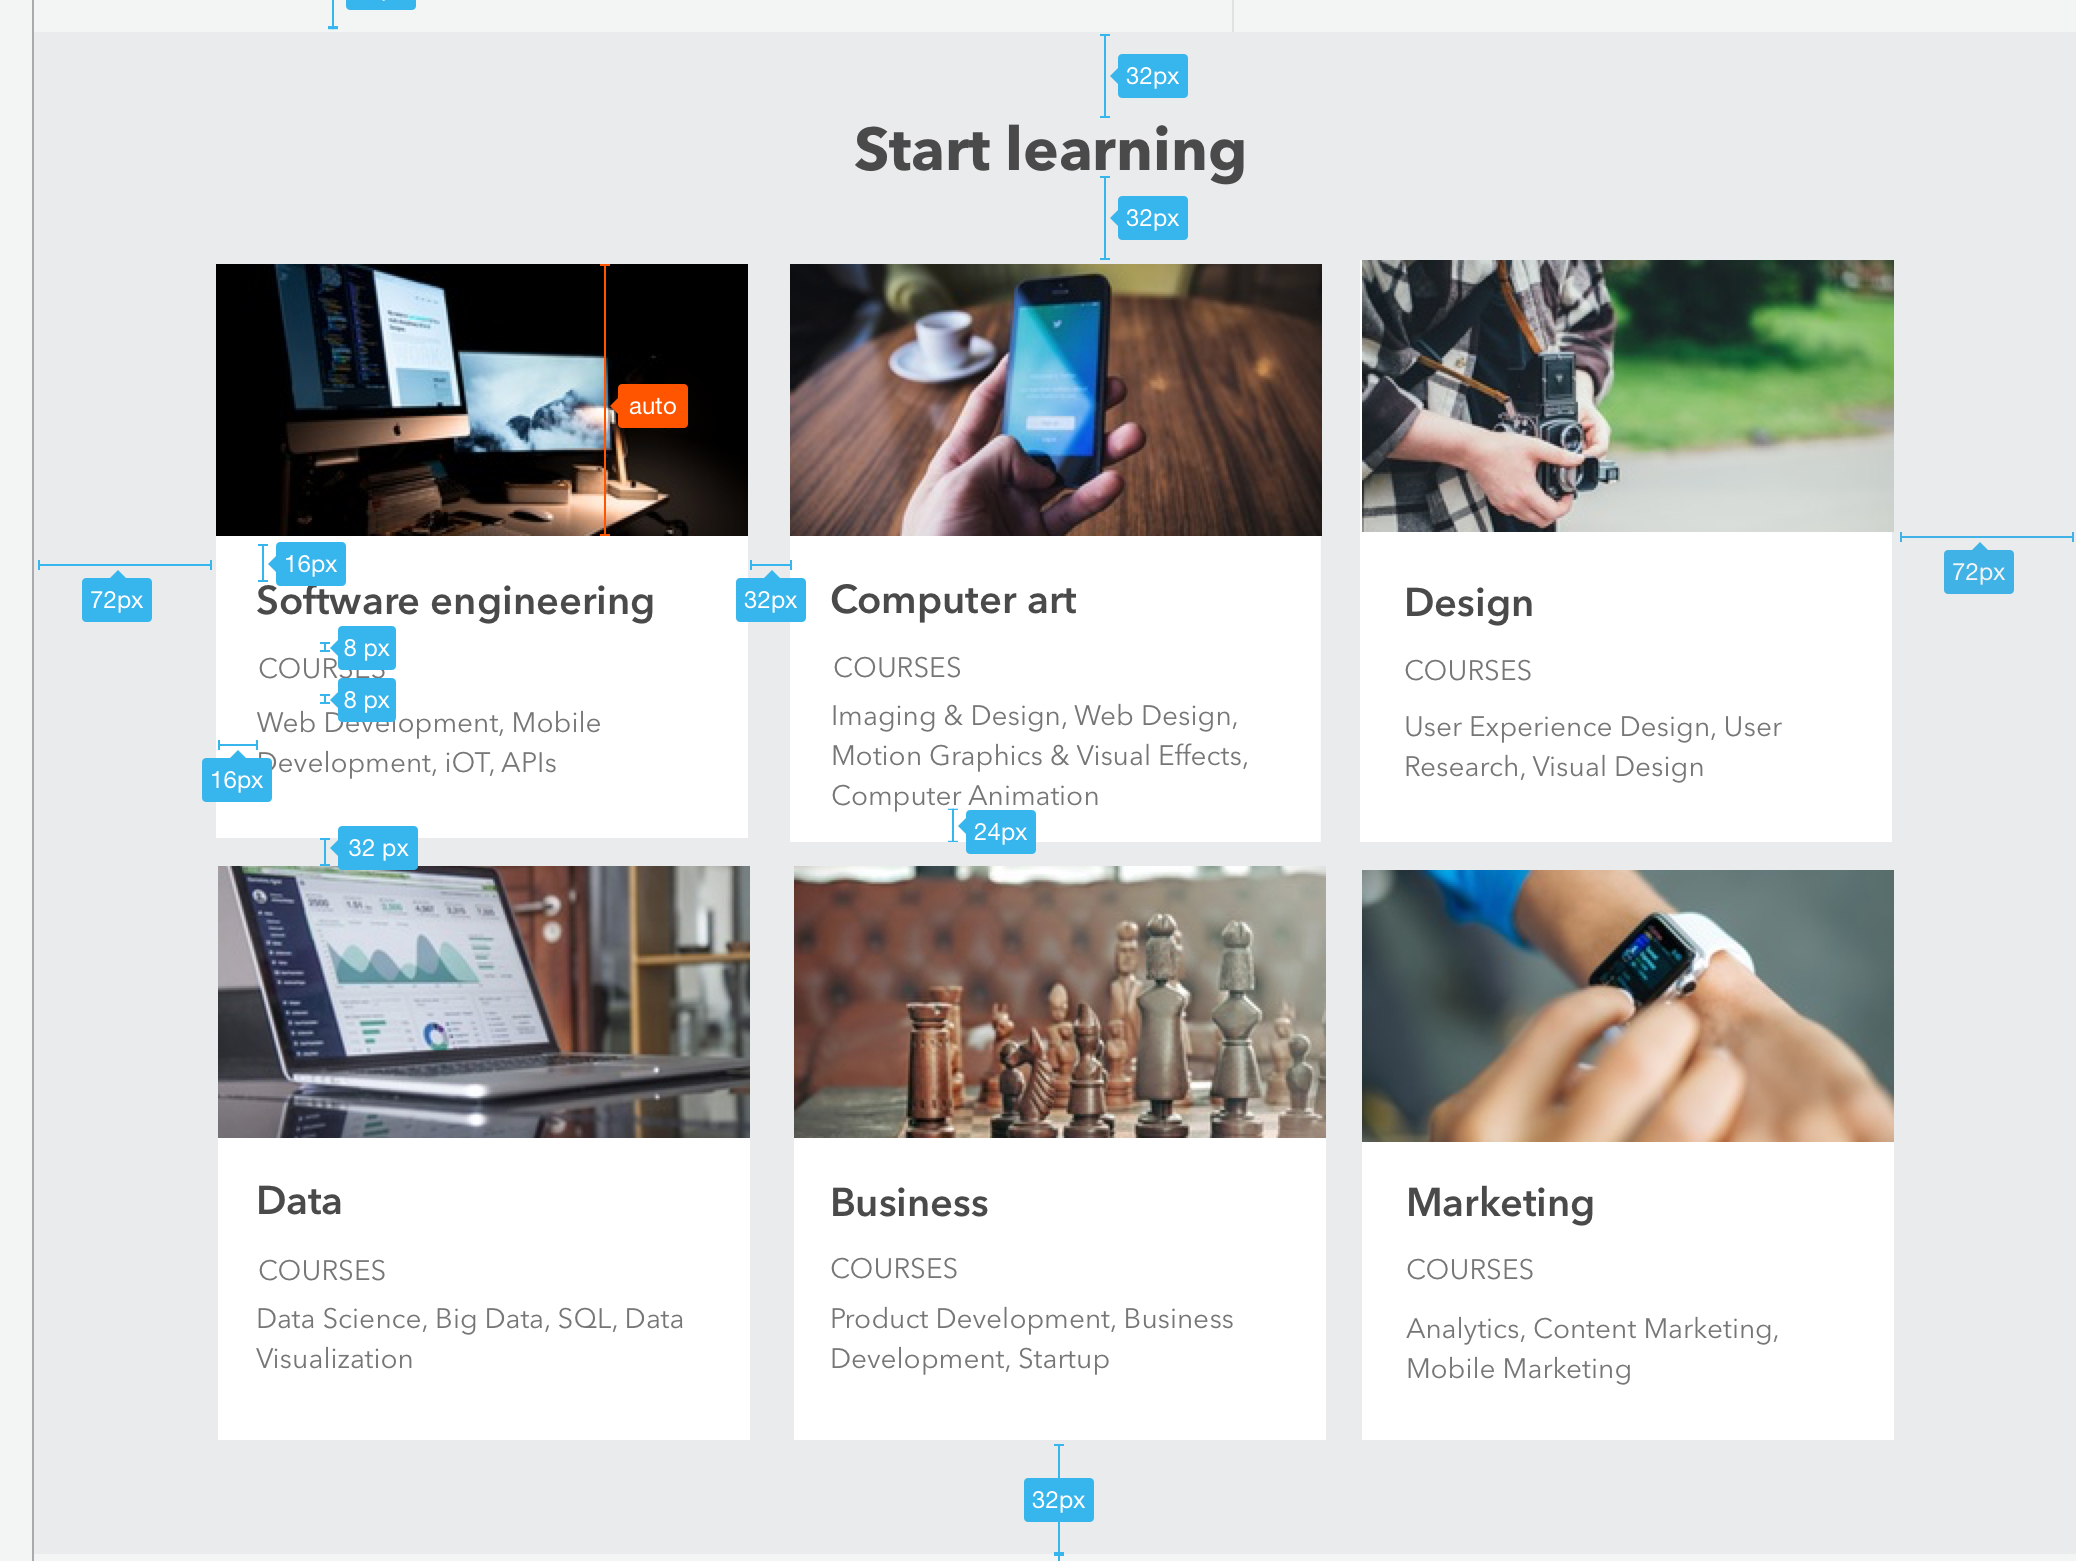 32px
Start learning
32px
auto
16px
72px
32px
72px
Software engineering
8 px
COURSES
8 px
Web Development, Mobile
Development, iOT, APIs
16px
32 px
Computer art
COURSES
Imaging & Design, Web Design,
Motion Graphics & Visual Effects,
Computer Animation
24px
Design
COURSES
User Experience Design, User
Research, Visual Design
Data
COURSES
Data Science, Big Data, SQL, Data
Visualization
Business
COURSES
Product Development, Business
Development, Startup
Marketing
COURSES
Analytics, Content Marketing,
Mobile Marketing
32px